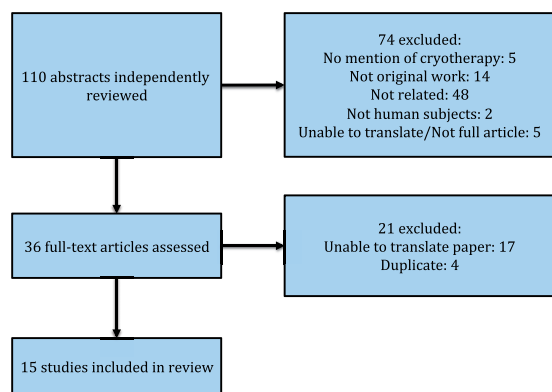 110 abstracts independently
reviewed
74 excluded:
No mention of cryotherapy: 5
Not original work: 14
Not related: 48
Not human subjects: 2
Unable to translate/Not full article: 5
36 full-text articles assessed
21 excluded:
Unable to translate paper: 17
Duplicate: 4
15 studies included in review